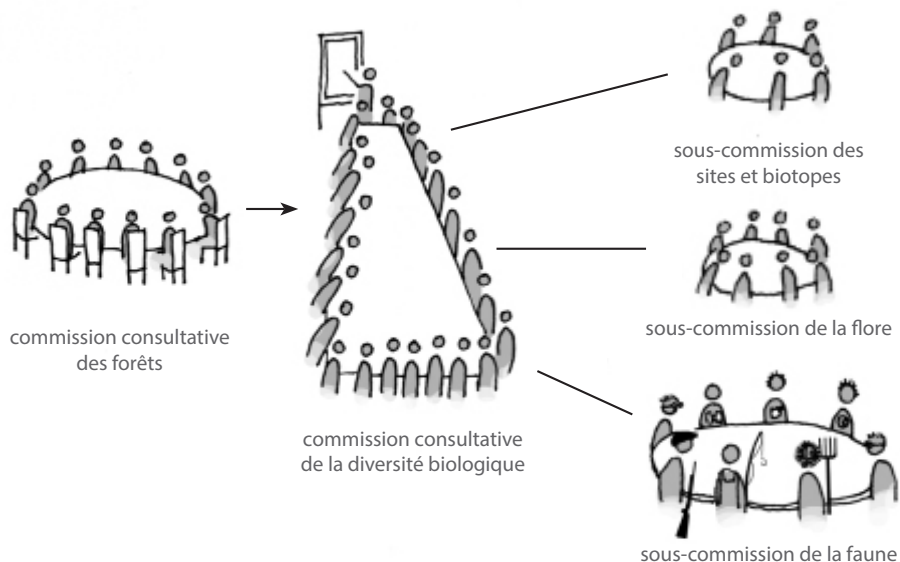 commission consultative
des forêts
commission consultative
de la diversité biologique
sous-commission des
sites et biotopes
sous-commission de la flore
sous-commission de la faune